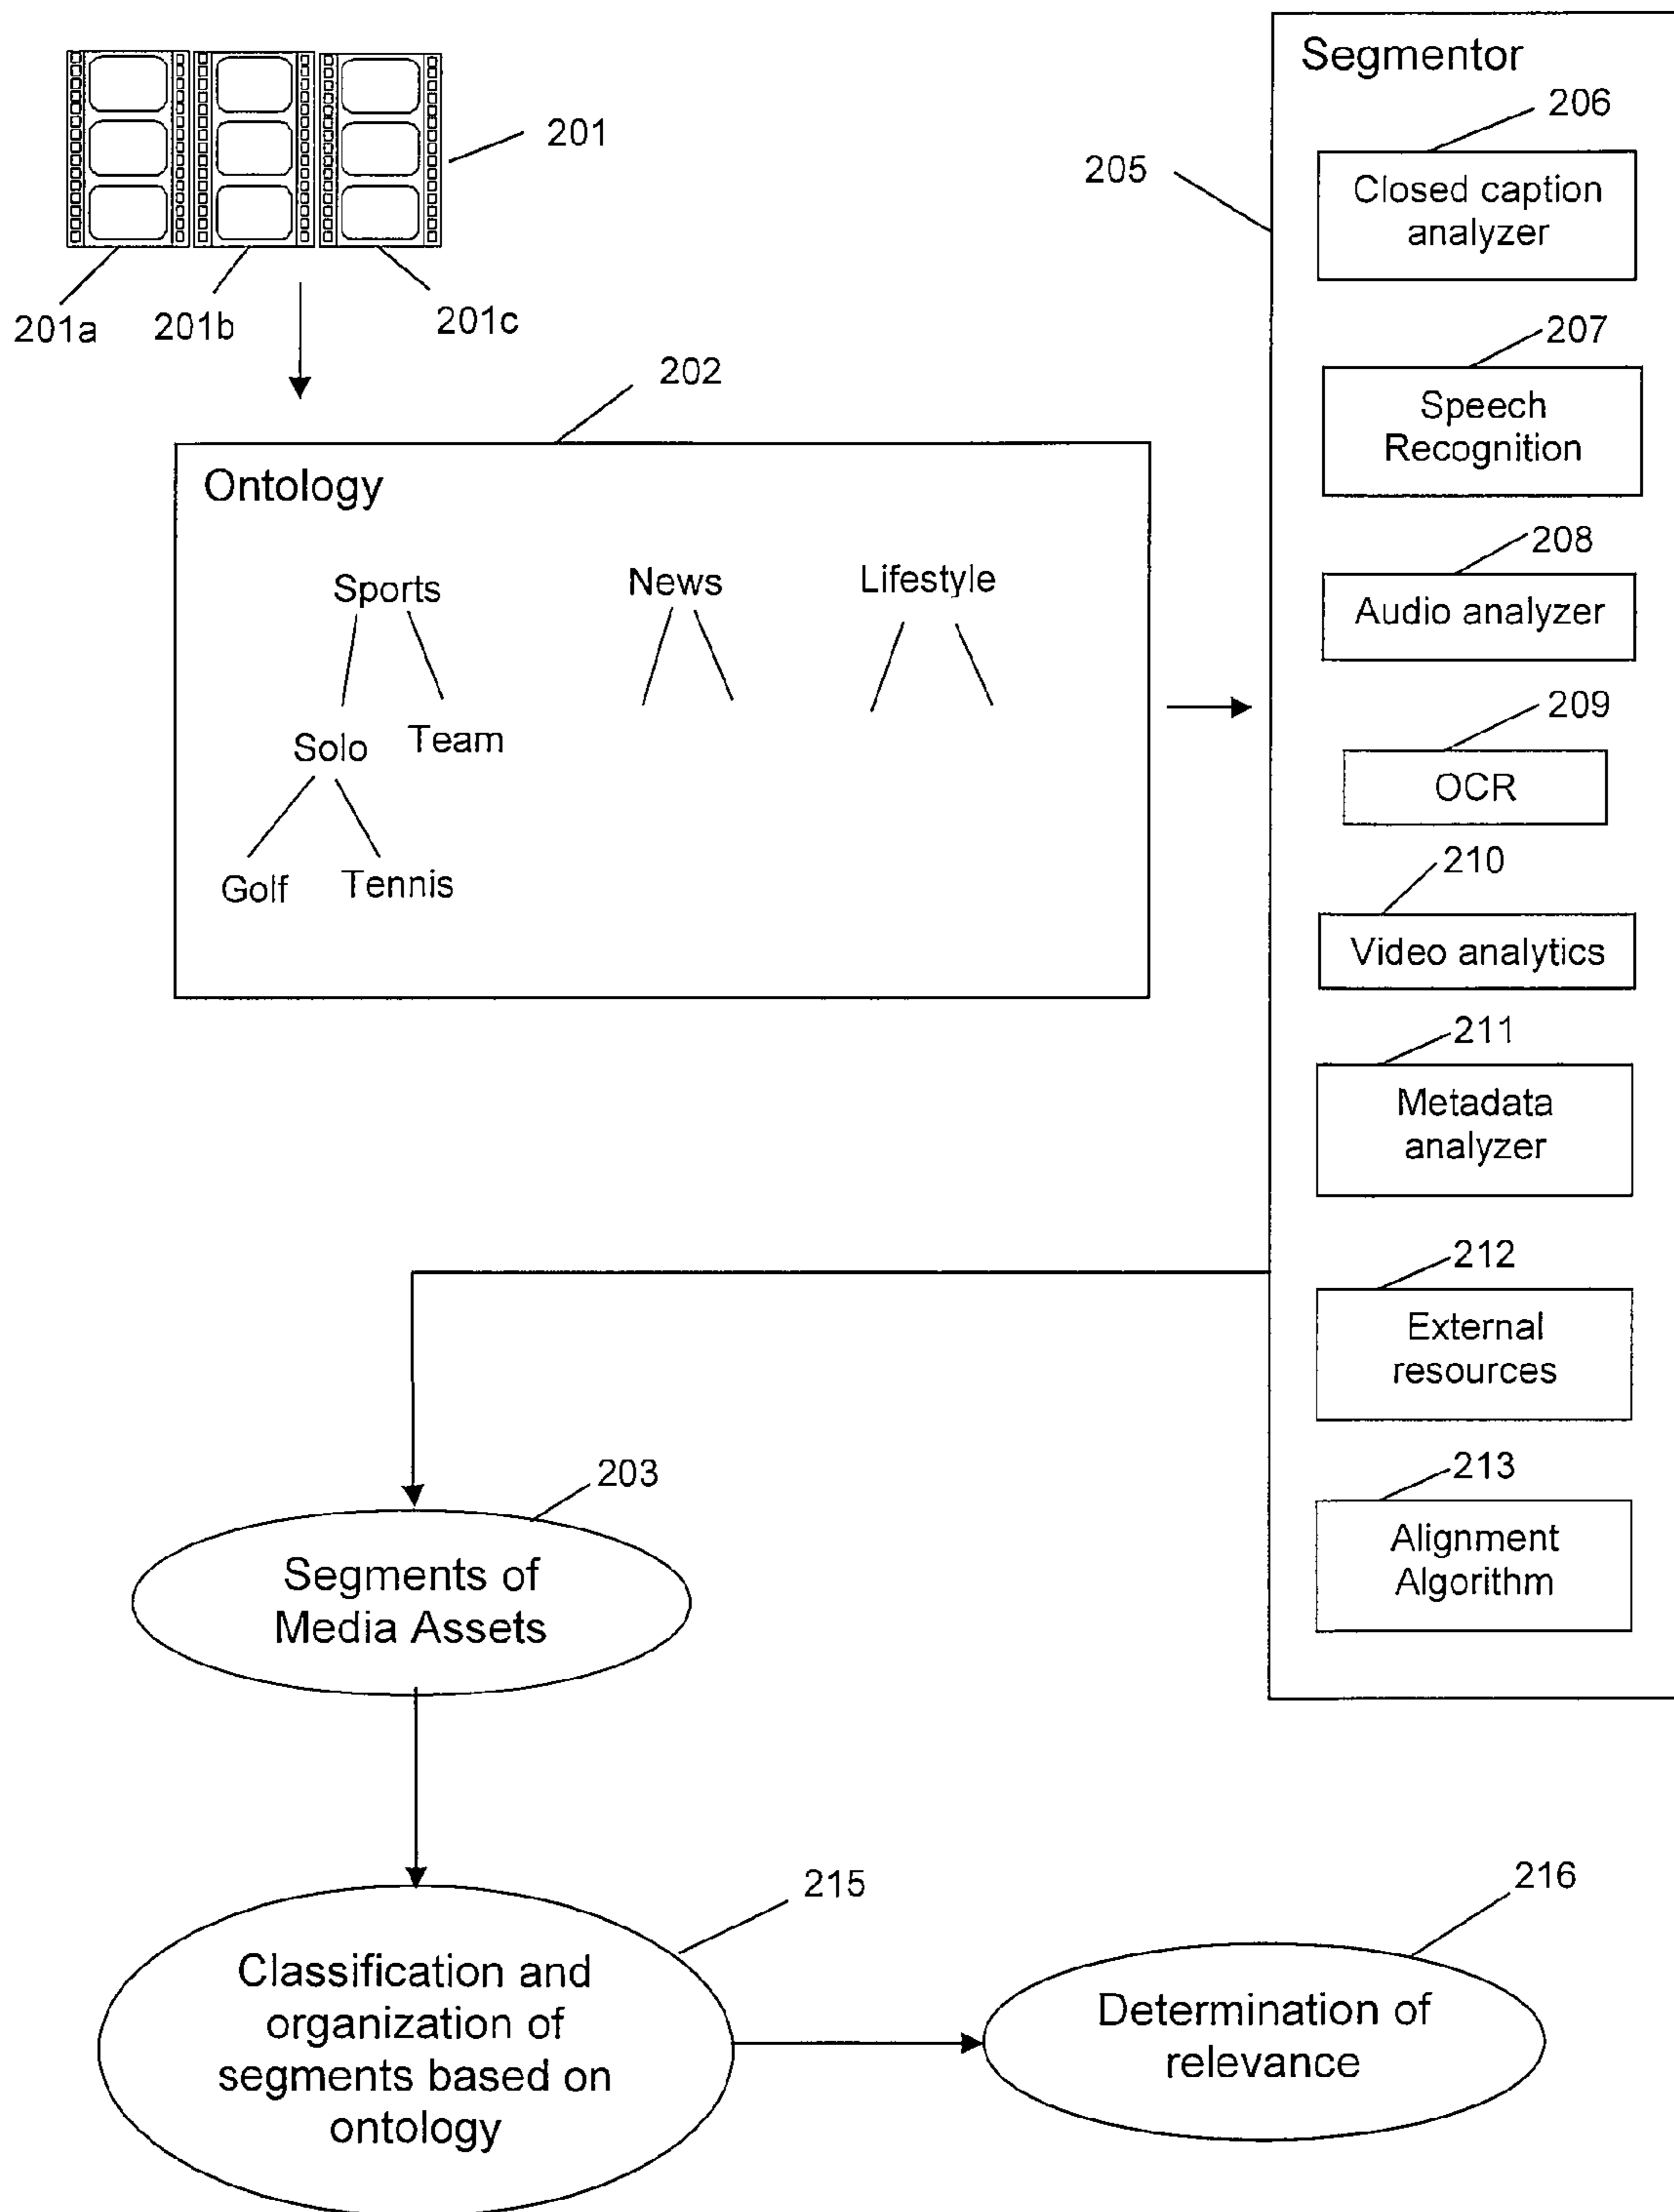 201
201a
201b
201c
202
Ontology
Sports
News
Lifestyle
Solo
Team
Golf
Tennis
205
Segmentor
206
Closed caption
analyzer
207
Speech
Recognition
208
Audio analyzer
209
OCR
210
Video analytics
211
Metadata
analyzer
212
External
resources
213
Alignment
Algorithm
203
Segments of
Media Assets
215
Classification and
organization of
segments based on
ontology
216
Determination of
relevance